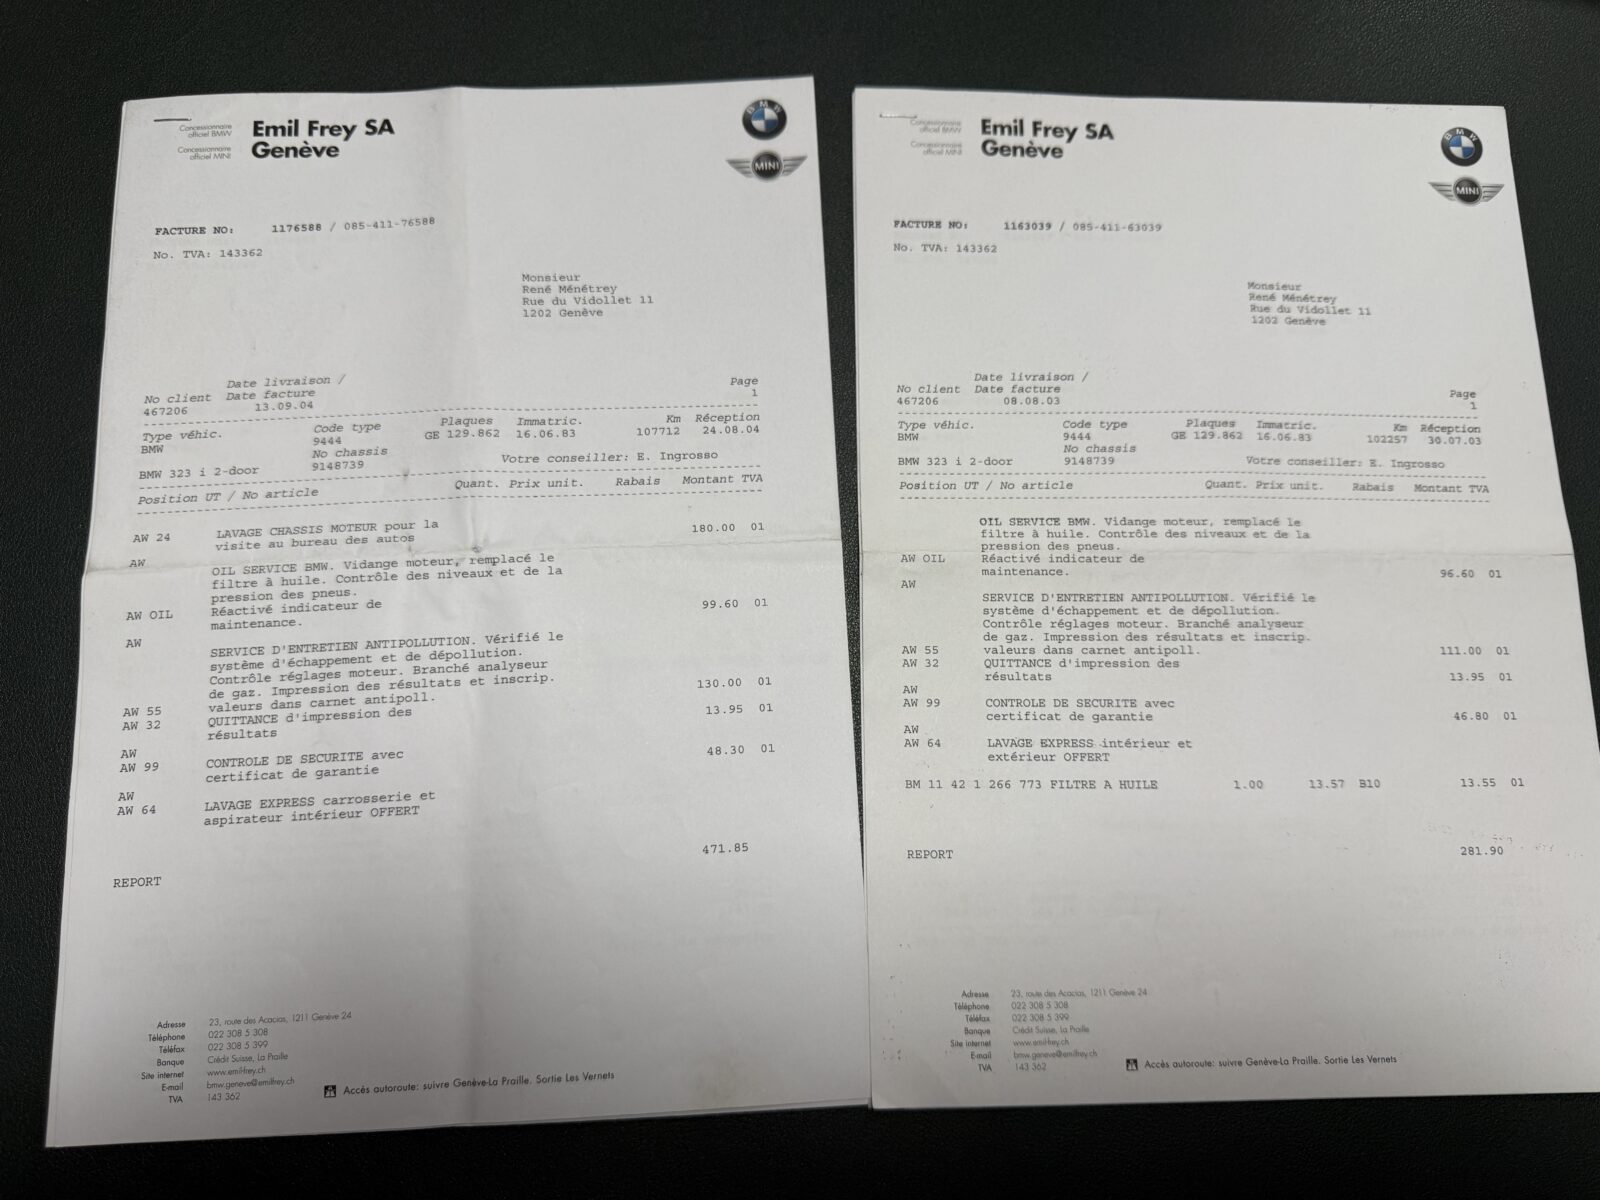 Concessionnaire
officiel BMW
Concessionnaire
officiel MINI
Emil Frey SA
Genève
BMW
MINI
FACTURE NO: 1176588 / 085-411-76588
No. TVA: 143362
Monsieur
René Ménétrey
Rue du Vidollet 11
1202 Genève
Date livraison /
No client Date facture Page
467206 13.09.04 1
Type véhic. Code type Plaques Immatric. Km Réception
BMW 9444 GE 129.862 16.06.83 107712 24.08.04
No chassis
BMW 323 i 2-door 9148739 Votre conseiller: E. Ingrosso
Position UT / No article Quant. Prix unit. Rabais Montant TVA
AW 24 LAVAGE CHASSIS MOTEUR pour la 180.00 01
visite au bureau des autos
AW
OIL SERVICE BMW. Vidange moteur, remplacé le
filtre à huile. Contrôle des niveaux et de la
pression des pneus.
AW OIL Réactivé indicateur de 99.60 01
maintenance.
AW
SERVICE D'ENTRETIEN ANTIPOLLUTION. Vérifié le
système d'échappement et de dépollution.
Contrôle réglages moteur. Branché analyseur
de gaz. Impression des résultats et inscrip.
AW 55 valeurs dans carnet antipoll. 130.00 01
AW 32 QUITTANCE d'impression des 13.95 01
résultats
AW
AW 99 CONTROLE DE SECURITE avec 48.30 01
certificat de garantie
AW
AW 64 LAVAGE EXPRESS carrosserie et
aspirateur intérieur OFFERT
471.85
REPORT
Adresse 23, route des Acacias, 1211 Genève 24
Téléphone 022 308 5 308
Téléfax 022 308 5 399
Banque Crédit Suisse, La Praille
Site internet www.emil-frey.ch
E-mail bmw.geneve@emilfrey.ch
TVA 143 362
Accès autoroute: suivre Genève-La Praille. Sortie Les Vernets
Concessionnaire
officiel BMW
Concessionnaire
officiel MINI
Emil Frey SA
Genève
BMW
MINI
FACTURE NO: 1163039 / 085-411-63039
No. TVA: 143362
Monsieur
René Ménétrey
Rue du Vidollet 11
1202 Genève
Date livraison /
No client Date facture Page
467206 08.08.03 1
Type véhic. Code type Plaques Immatric. Km Réception
BMW 9444 GE 129.862 16.06.83 102257 30.07.03
No chassis
BMW 323 i 2-door 9148739 Votre conseiller: E. Ingrosso
Position UT / No article Quant. Prix unit. Rabais Montant TVA
OIL SERVICE BMW. Vidange moteur, remplacé le
filtre à huile. Contrôle des niveaux et de la
pression des pneus.
AW OIL Réactivé indicateur de
maintenance. 96.60 01
AW
SERVICE D'ENTRETIEN ANTIPOLLUTION. Vérifié le
système d'échappement et de dépollution.
Contrôle réglages moteur. Branché analyseur
de gaz. Impression des résultats et inscrip.
AW 55 valeurs dans carnet antipoll. 111.00 01
AW 32 QUITTANCE d'impression des
résultats 13.95 01
AW
AW 99 CONTROLE DE SECURITE avec
certificat de garantie 46.80 01
AW
AW 64 LAVAGE EXPRESS intérieur et
extérieur OFFERT
BM 11 42 1 266 773 FILTRE A HUILE 1.00 13.57 B10 13.55 01
REPORT 281.90
Adresse 23, route des Acacias, 1211 Genève 24
Téléphone 022 308 5 308
Téléfax 022 308 5 399
Banque Crédit Suisse, La Praille
Site internet www.emil-frey.ch
E-mail bmw.geneve@emilfrey.ch
TVA 143 362
Accès autoroute: suivre Genève-La Praille. Sortie Les Vernets